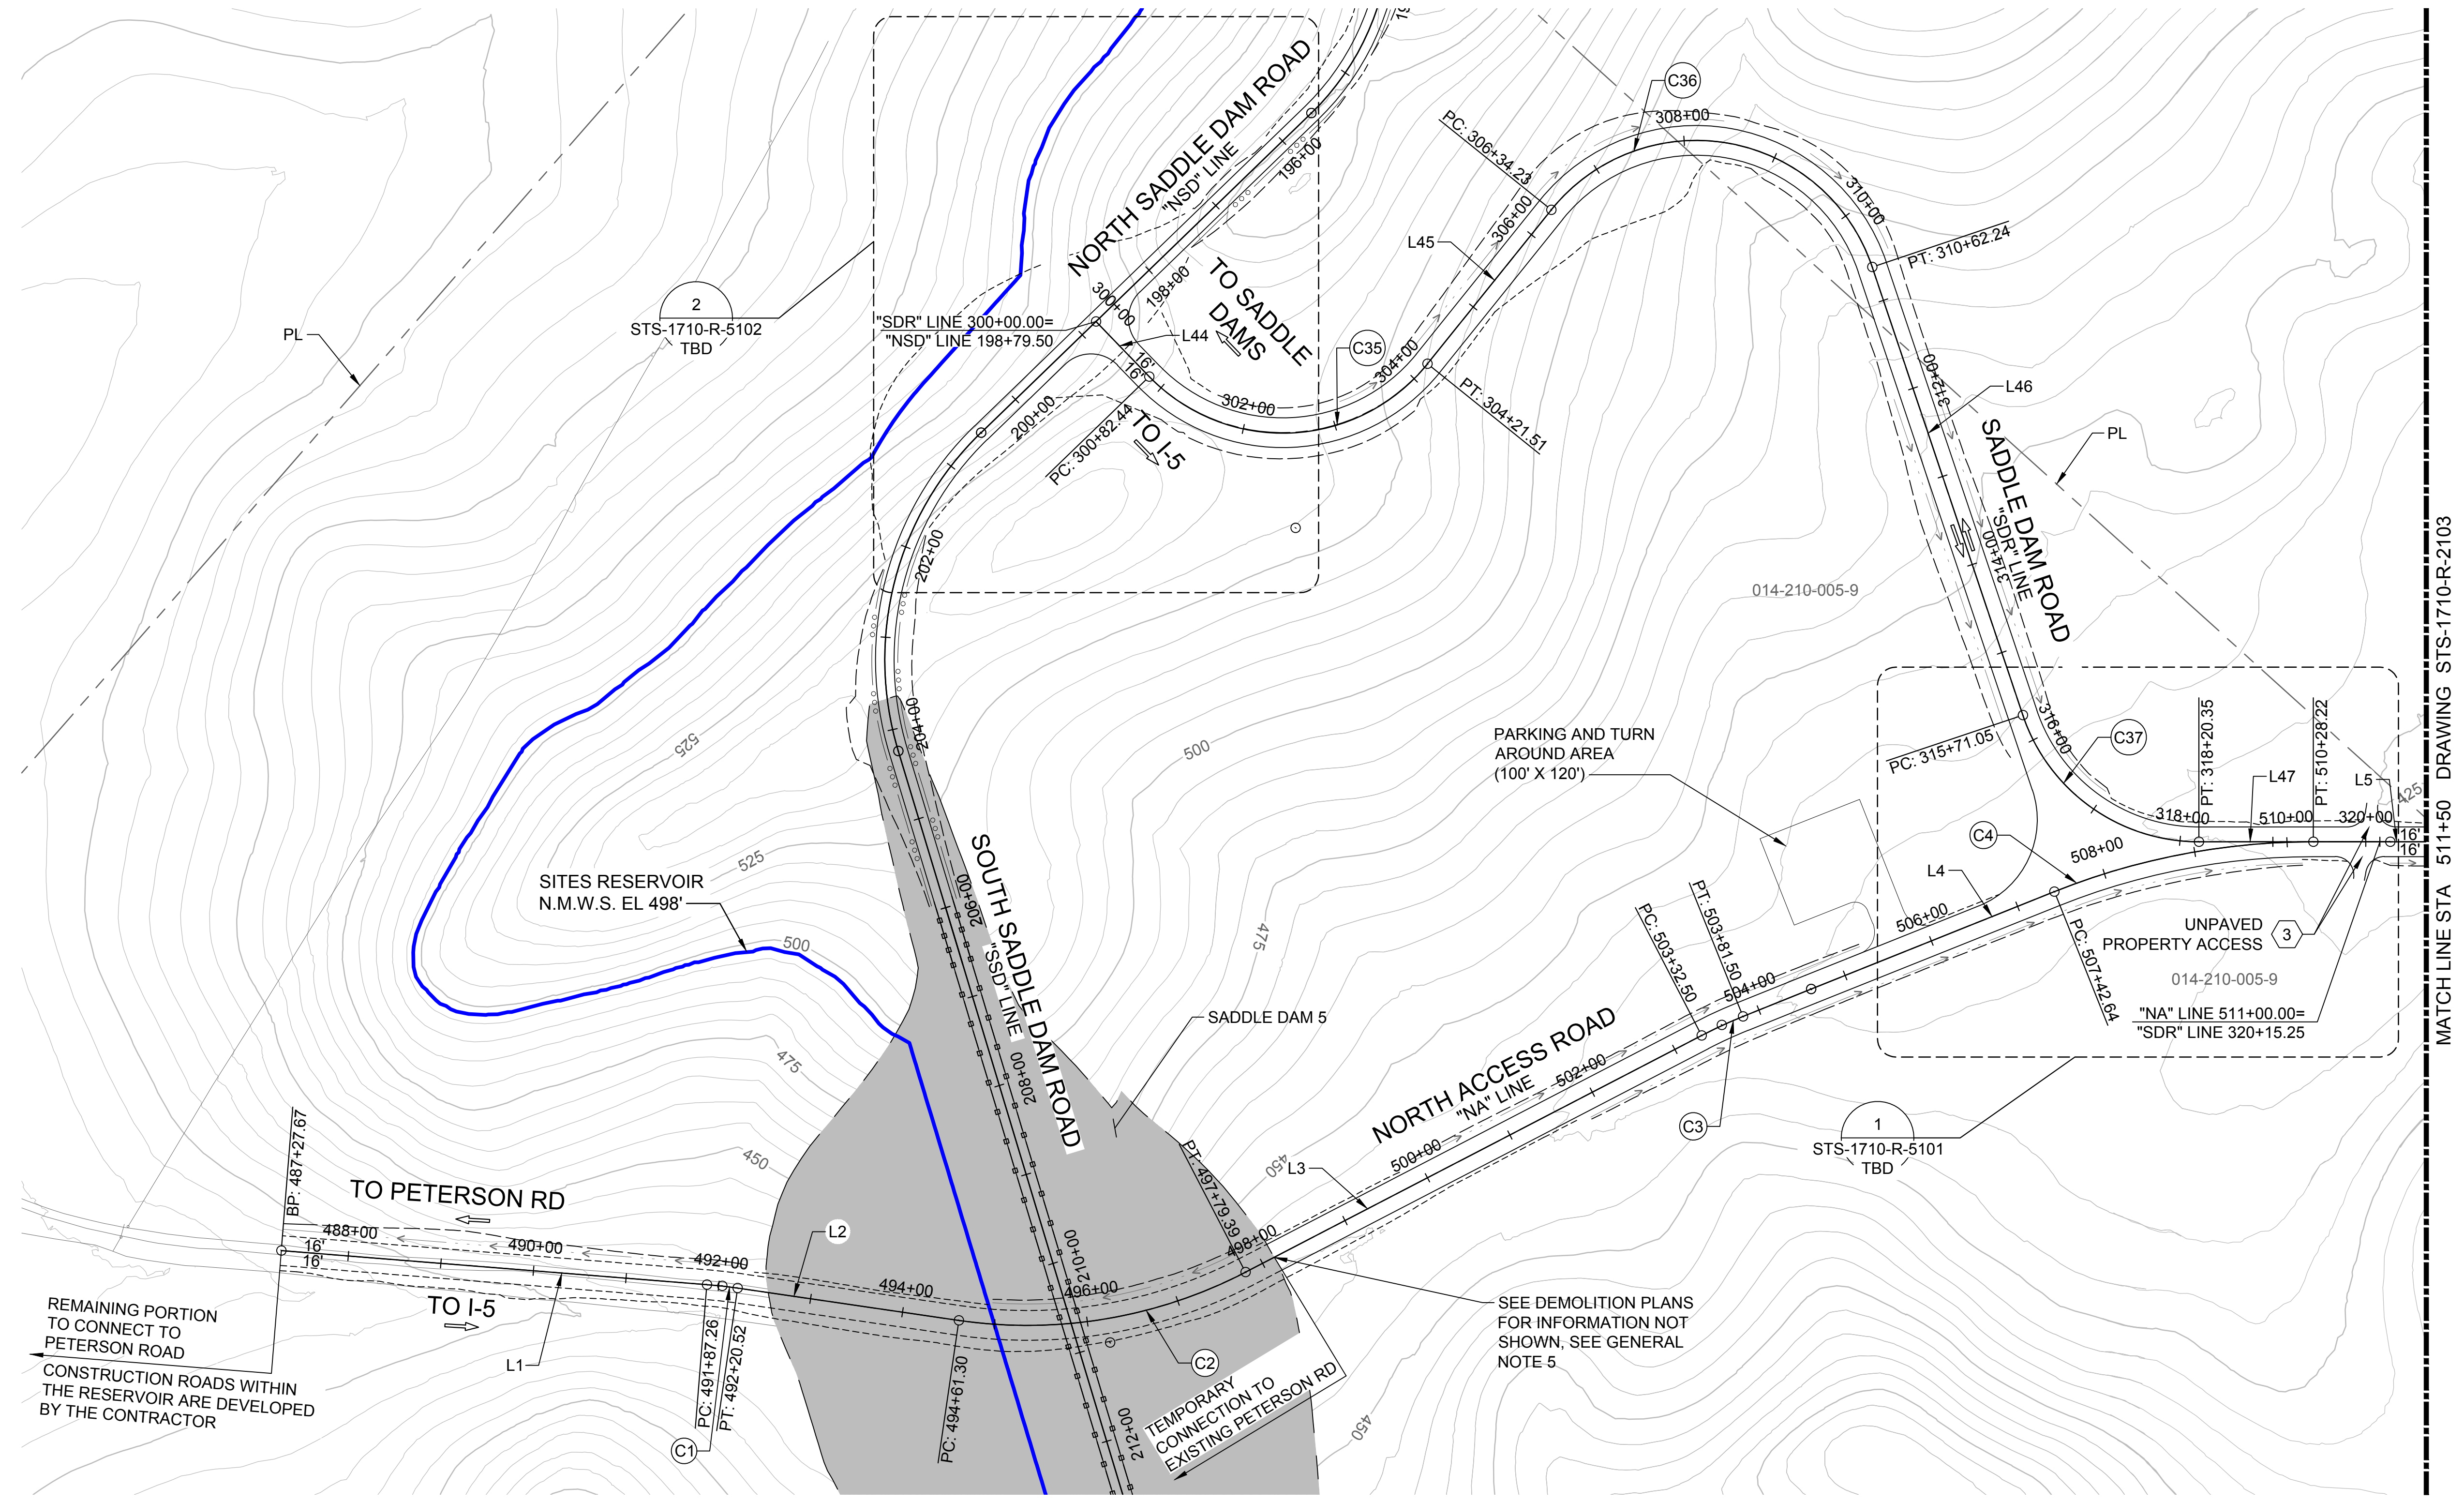 19
NORTH SADDLE DAM ROAD
"NSD" LINE
196+00
198+00
300+00
"SDR" LINE 300+00.00=
"NSD" LINE 198+79.50
L44
16'
16'
TO SADDLE
DAMS
200+00
PC: 300+82.44
TO I-5
302+00
C35
304+00
PT: 304+21.51
L45
306+00
PC: 306+34.23
C36
308+00
310+00
PT: 310+62.24
312+00
L46
PL
PL
2
STS-1710-R-5102
TBD
202+00
204+00
SADDLE DAM ROAD
"SDR" LINE
314+00
014-210-005-9
PC: 315+71.05
316+00
C37
PT: 318+20.35
318+00
L47
510+00
PT: 510+28.22
L5
320+00
425
16'
16'
MATCH LINE STA 511+50 DRAWING STS-1710-R-2103
PARKING AND TURN
AROUND AREA
(100' X 120')
525
500
525
SITES RESERVOIR
N.M.W.S. EL 498'
500
475
475
450
206+00
SOUTH SADDLE DAM ROAD
"SSD" LINE
208+00
SADDLE DAM 5
210+00
212+00
C4
508+00
L4
506+00
PC: 507+42.64
UNPAVED
PROPERTY ACCESS
3
014-210-005-9
"NA" LINE 511+00.00=
"SDR" LINE 320+15.25
PC: 503+32.50
PT: 503+81.50
504+00
C3
1
STS-1710-R-5101
TBD
NORTH ACCESS ROAD
"NA" LINE
502+00
500+00
L3
450
PT: 497+79.39
498+00
SEE DEMOLITION PLANS
FOR INFORMATION NOT
SHOWN, SEE GENERAL
NOTE 5
BP: 487+27.67
TO PETERSON RD
488+00
16'
16'
490+00
492+00
L2
494+00
496+00
TO I-5
L1
PC: 491+87.26
PT: 492+20.52
C1
PC: 494+61.30
C2
TEMPORARY
CONNECTION TO
EXISTING PETERSON RD
450
REMAINING PORTION
TO CONNECT TO
PETERSON ROAD
CONSTRUCTION ROADS WITHIN
THE RESERVOIR ARE DEVELOPED
BY THE CONTRACTOR